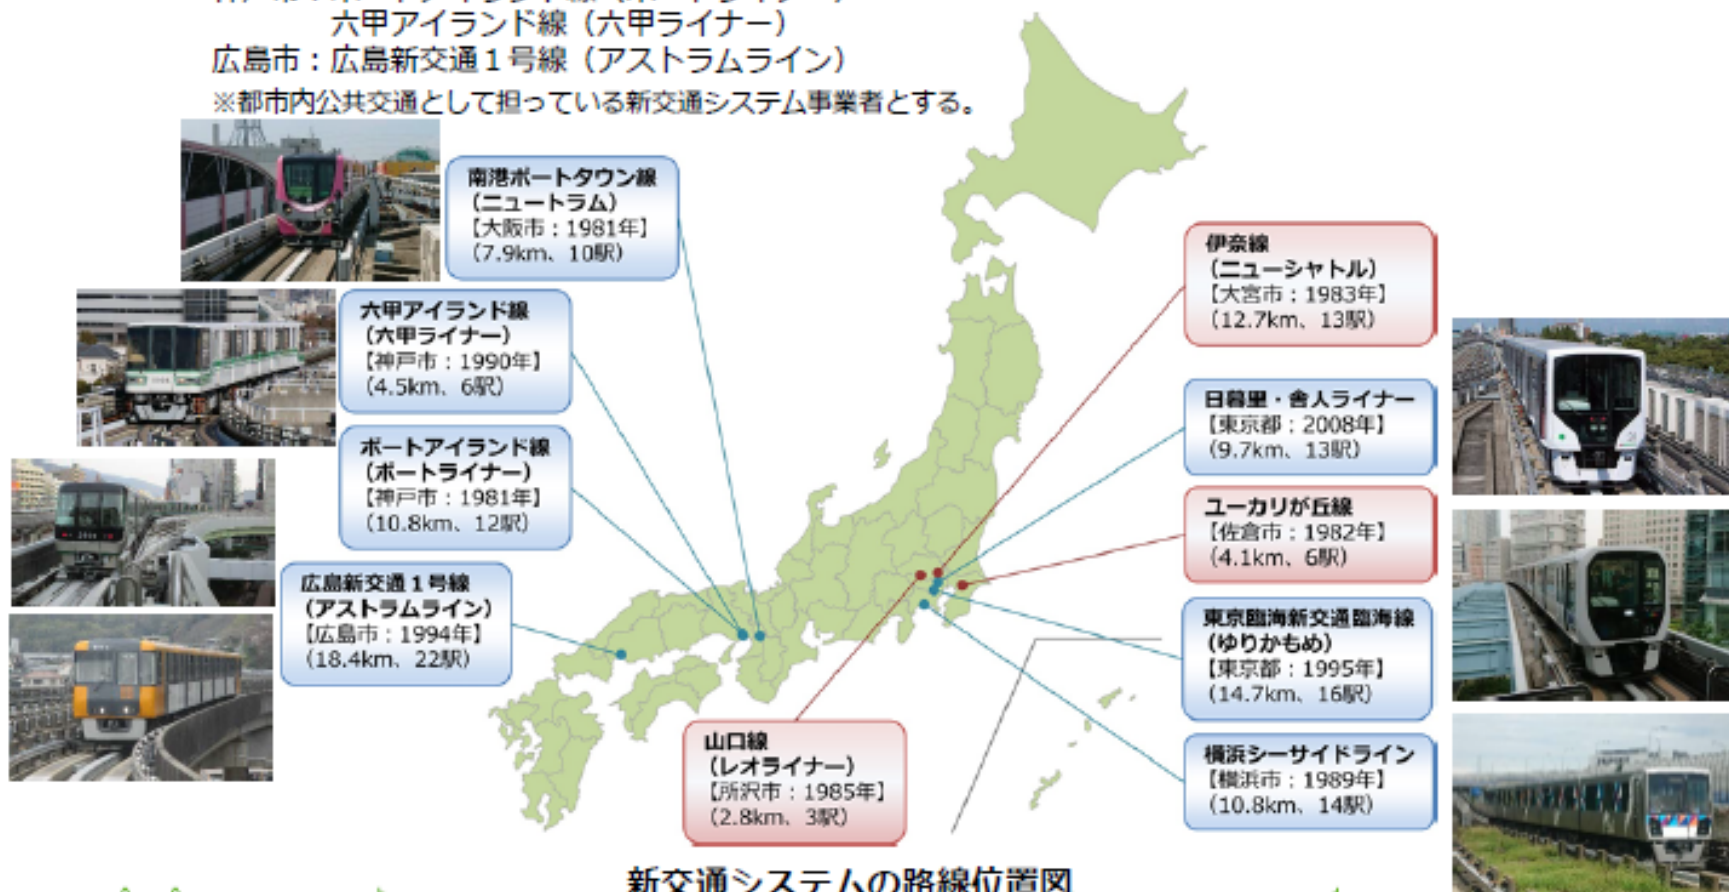 六甲アイランド線（六甲ライナー）
広島市：広島新交通１号線（アストラムライン）
※都市内公共交通として担っている新交通システム事業者とする。
南港ポートタウン線
（ニュートラム）
【大阪市：1981年】
（7.9km、10駅）
六甲アイランド線
（六甲ライナー）
【神戸市：1990年】
（4.5km、6駅）
ポートアイランド線
（ポートライナー）
【神戸市：1981年】
（10.8km、12駅）
広島新交通１号線
（アストラムライン）
【広島市：1994年】
（18.4km、22駅）
山口線
（レオライナー）
【所沢市：1985年】
（2.8km、3駅）
伊奈線
（ニューシャトル）
【大宮市：1983年】
（12.7km、13駅）
日暮里・舎人ライナー
【東京都：2008年】
（9.7km、13駅）
ユーカリが丘線
【佐倉市：1982年】
（4.1km、6駅）
東京臨海新交通臨海線
（ゆりかもめ）
【東京都：1995年】
（14.7km、16駅）
横浜シーサイドライン
【横浜市：1989年】
（10.8km、14駅）
新交通システムの路線位置図